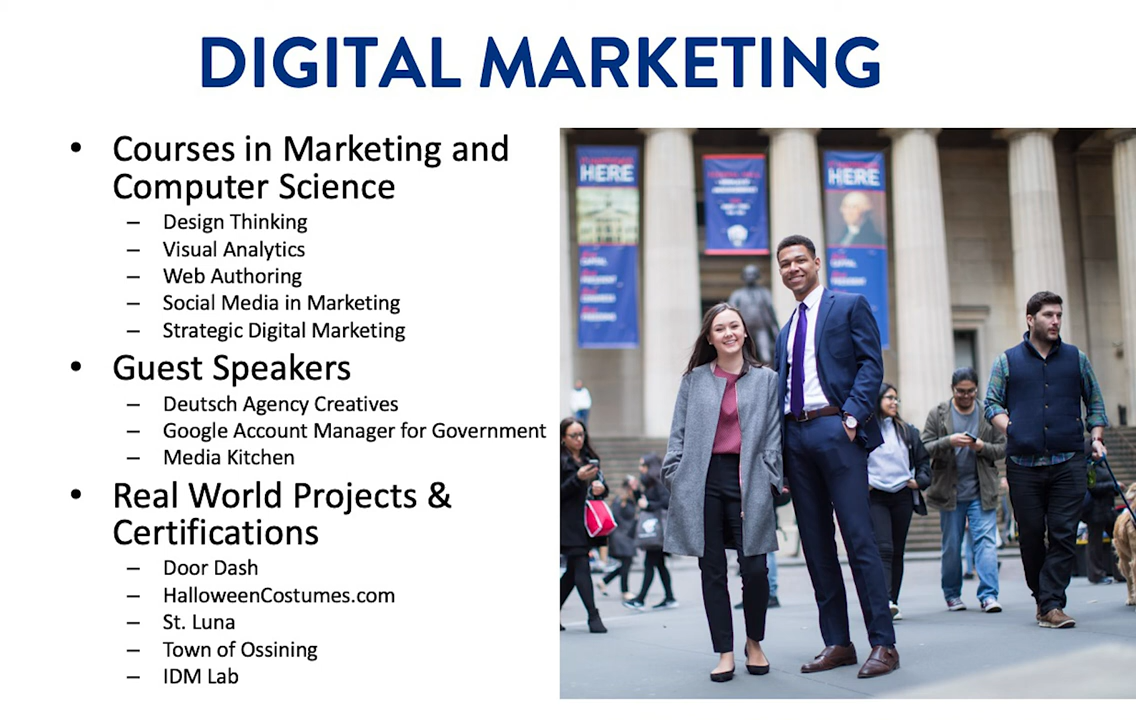 DIGITAL MARKETING
• Courses in Marketing and
Computer Science
– Design Thinking
– Visual Analytics
– Web Authoring
– Social Media in Marketing
– Strategic Digital Marketing
• Guest Speakers
– Deutsch Agency Creatives
– Google Account Manager for Government
– Media Kitchen
• Real World Projects &
Certifications
– Door Dash
– HalloweenCostumes.com
– St. Luna
– Town of Ossining
– IDM Lab
HERE
HERE